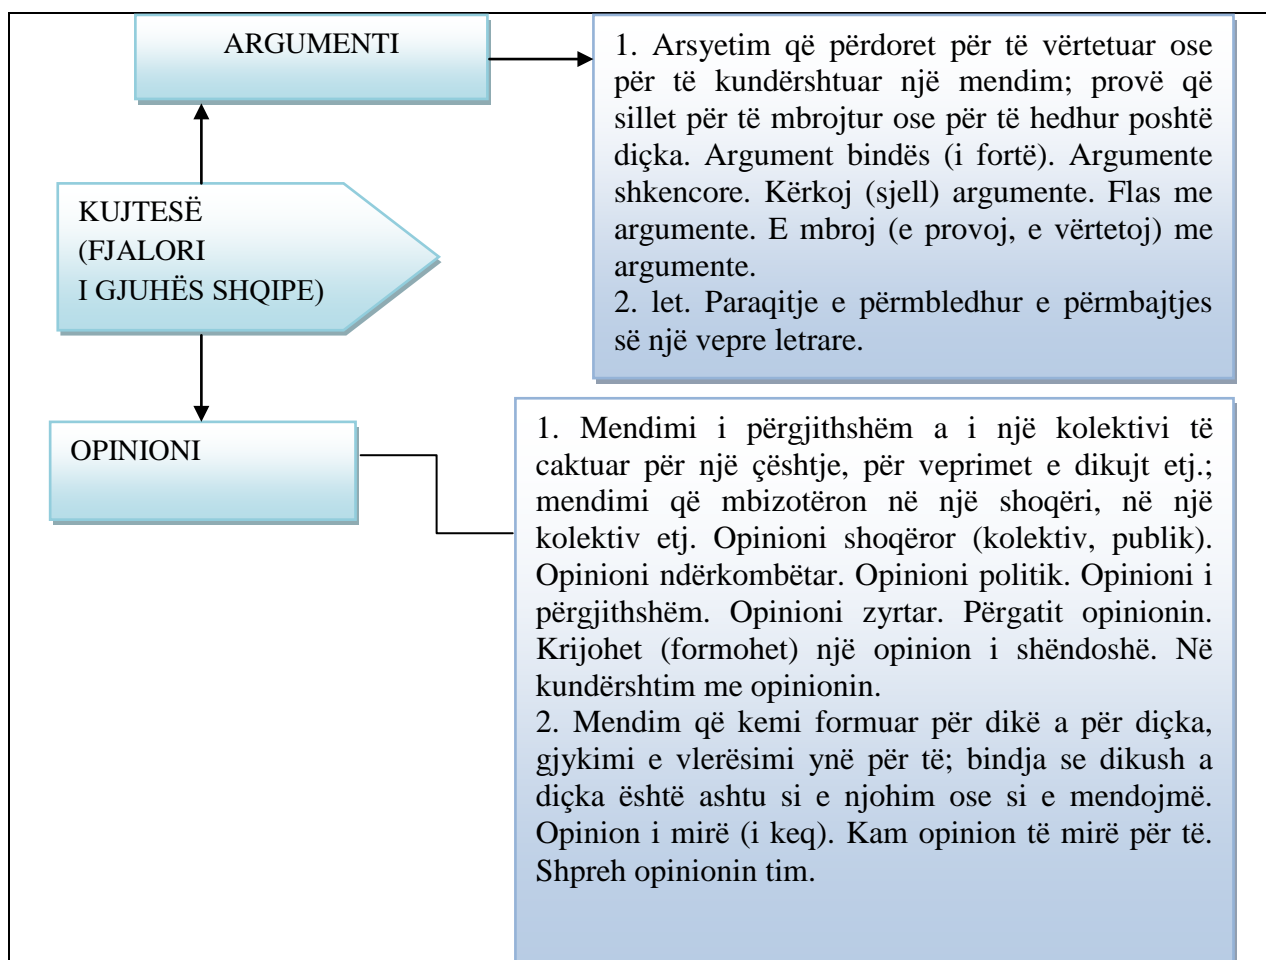 ARGUMENTI
1. Arsyetim që përdoret për të vërtetuar ose
për të kundërshtuar një mendim; provë që
sillet për të mbrojtur ose për të hedhur poshtë
diçka. Argument bindës (i fortë). Argumente
shkencore. Kërkoj (sjell) argumente. Flas me
argumente. E mbroj (e provoj, e vërtetoj) me
argumente.
2. let. Paraqitje e përmbledhur e përmbajtjes
së një vepre letrare.
KUJTESË
(FJALORI
I GJUHËS SHQIPE)
OPINIONI
1. Mendimi i përgjithshëm a i një kolektivi të
caktuar për një çështje, për veprimet e dikujt etj.;
mendimi që mbizotëron në një shoqëri, në një
kolektiv etj. Opinioni shoqëror (kolektiv, publik).
Opinioni ndërkombëtar. Opinioni politik. Opinioni i
përgjithshëm. Opinioni zyrtar. Përgatit opinionin.
Krijohet (formohet) një opinion i shëndoshë. Në
kundërshtim me opinionin.
2. Mendim që kemi formuar për dikë a për diçka,
gjykimi e vlerësimi ynë për të; bindja se dikush a
diçka është ashtu si e njohim ose si e mendojmë.
Opinion i mirë (i keq). Kam opinion të mirë për të.
Shpreh opinionin tim.